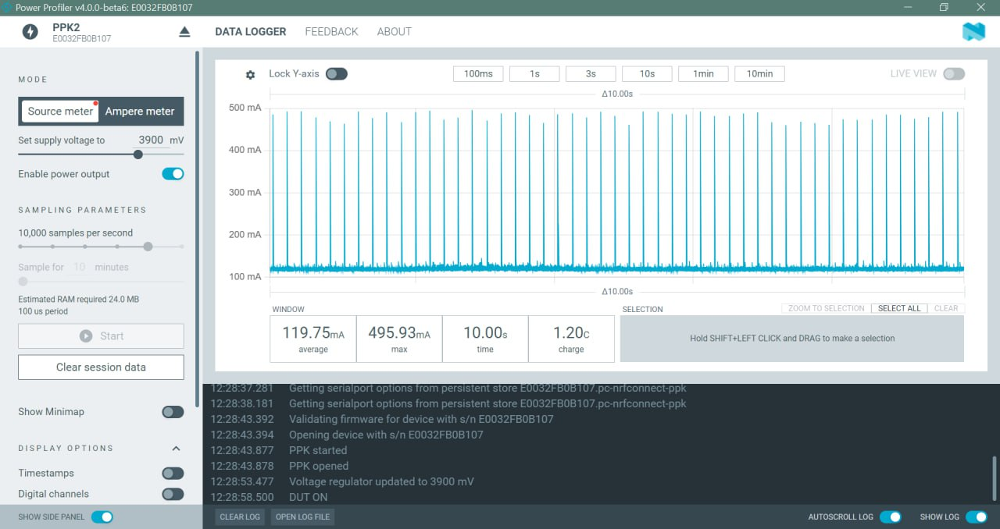 Power Profiler v4.0.0-beta6: E0032FB0B107
PPK2
E0032FB0B107
DATA LOGGER FEEDBACK ABOUT
MODE
Source meter Ampere meter
Set supply voltage to 3900 mV
Enable power output
SAMPLING PARAMETERS
10,000 samples per second
Sample for 10 minutes
Estimated RAM required 24.0 MB
100 us period
Start
Clear session data
Show Minimap
DISPLAY OPTIONS
Timestamps
Digital channels
SHOW SIDE PANEL
Lock Y-axis 100ms 1s 3s 10s 1min 10min LIVE VIEW
Δ10.00s
500 mA
400 mA
300 mA
200 mA
100 mA
Δ10.00s
WINDOW
119.75mA 495.93mA 10.00s 1.20C
average max time charge
SELECTION ZOOM TO SELECTION SELECT ALL CLEAR
Hold SHIFT+LEFT CLICK and DRAG to make a selection
12:28:37.281 Getting serialport options from persistent store E0032FB0B107.pc-nrfconnect-ppk
12:28:38.181 Getting serialport options from persistent store E0032FB0B107.pc-nrfconnect-ppk
12:28:43.392 Validating firmware for device with s/n E0032FB0B107
12:28:43.394 Opening device with s/n E0032FB0B107
12:28:43.877 PPK started
12:28:43.878 PPK opened
12:28:53.477 Voltage regulator updated to 3900 mV
12:28:58.500 DUT ON
CLEAR LOG OPEN LOG FILE AUTOSCROLL LOG SHOW LOG